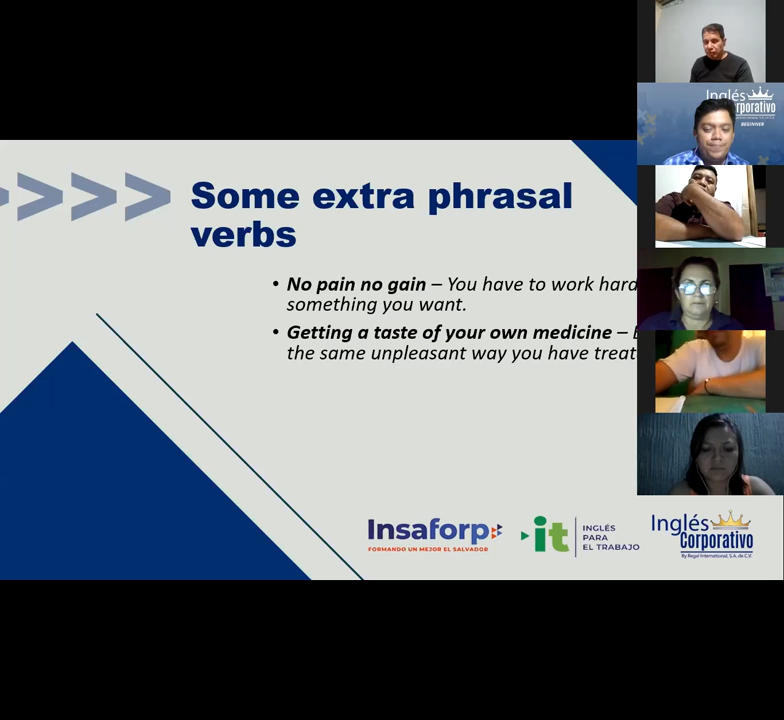 Some extra phrasal
verbs
• No pain no gain – You have to work hard
something you want.
• Getting a taste of your own medicine –
the same unpleasant way you have treat
Insaforp
FORMANDO UN MEJOR EL SALVADOR
it
INGLÉS
PARA
EL TRABAJO
Inglés
Corporativo
By Regal International, S.A. de C.V.
Inglés
rporativo
BEGINNER